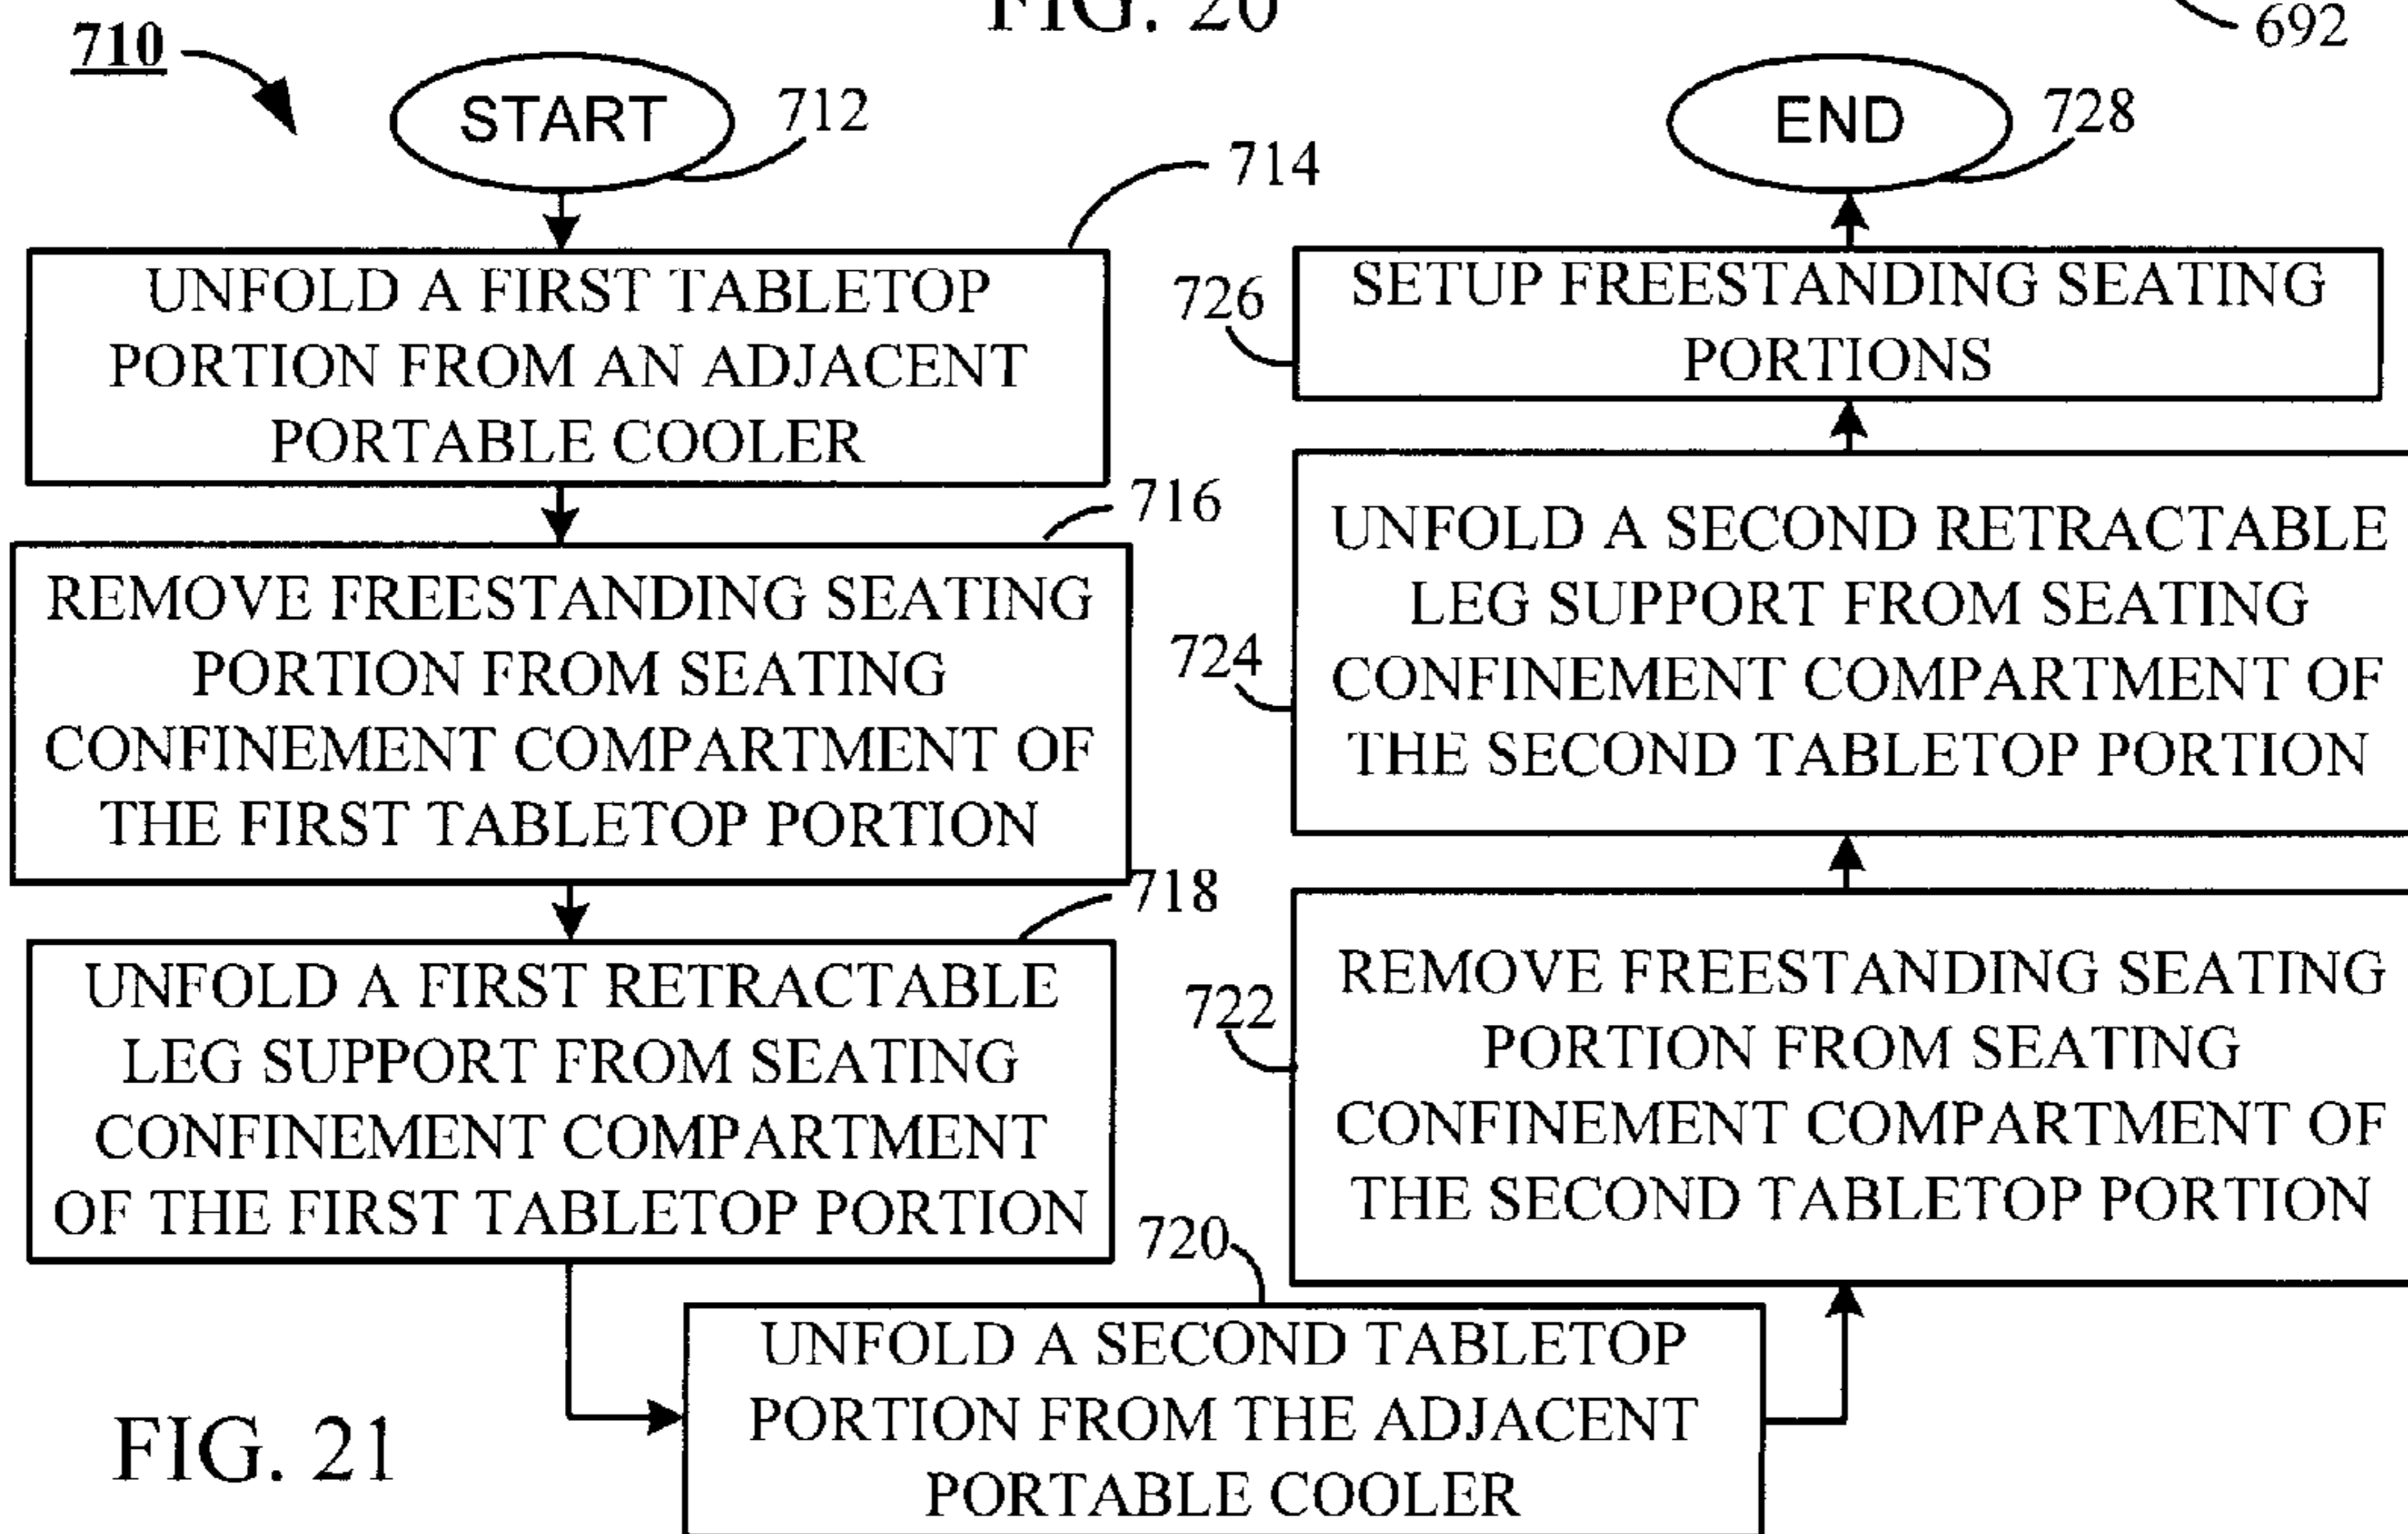 FIG. 20
692
710
START
712
714
UNFOLD A FIRST TABLETOP
PORTION FROM AN ADJACENT
PORTABLE COOLER
716
REMOVE FREESTANDING SEATING
PORTION FROM SEATING
CONFINEMENT COMPARTMENT OF
THE FIRST TABLETOP PORTION
718
UNFOLD A FIRST RETRACTABLE
LEG SUPPORT FROM SEATING
CONFINEMENT COMPARTMENT
OF THE FIRST TABLETOP PORTION
720
UNFOLD A SECOND TABLETOP
PORTION FROM THE ADJACENT
PORTABLE COOLER
722
REMOVE FREESTANDING SEATING
PORTION FROM SEATING
CONFINEMENT COMPARTMENT OF
THE SECOND TABLETOP PORTION
724
UNFOLD A SECOND RETRACTABLE
LEG SUPPORT FROM SEATING
CONFINEMENT COMPARTMENT OF
THE SECOND TABLETOP PORTION
726
SETUP FREESTANDING SEATING
PORTIONS
END
728
FIG. 21